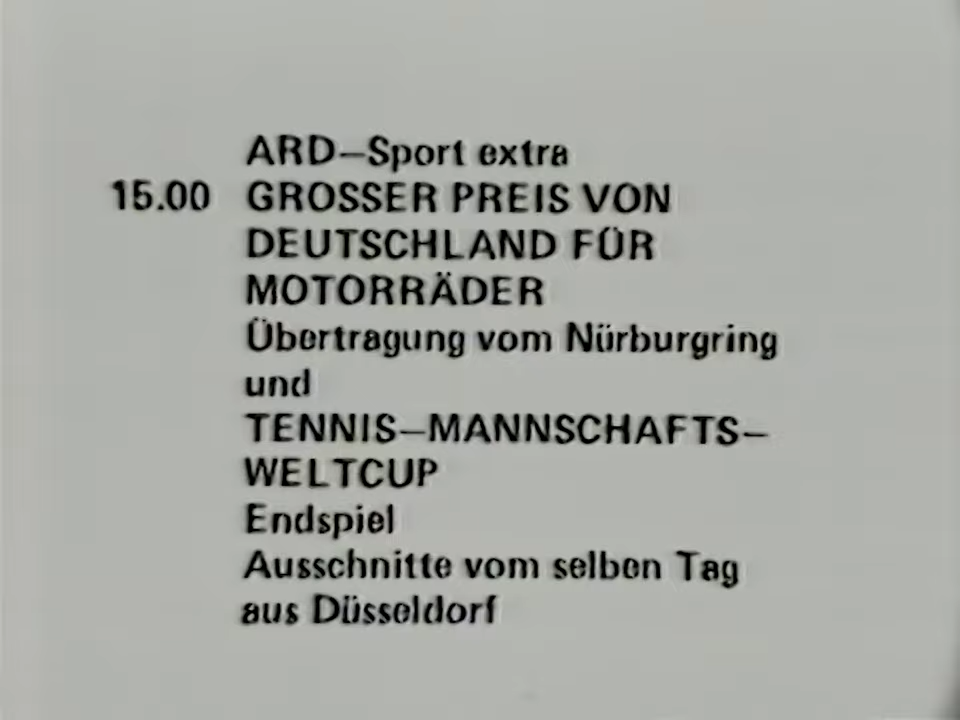 ARD–Sport extra
15.00 GROSSER PREIS VON
DEUTSCHLAND FÜR
MOTORRÄDER
Übertragung vom Nürburgring
und
TENNIS–MANNSCHAFTS–
WELTCUP
Endspiel
Ausschnitte vom selben Tag
aus Düsseldorf